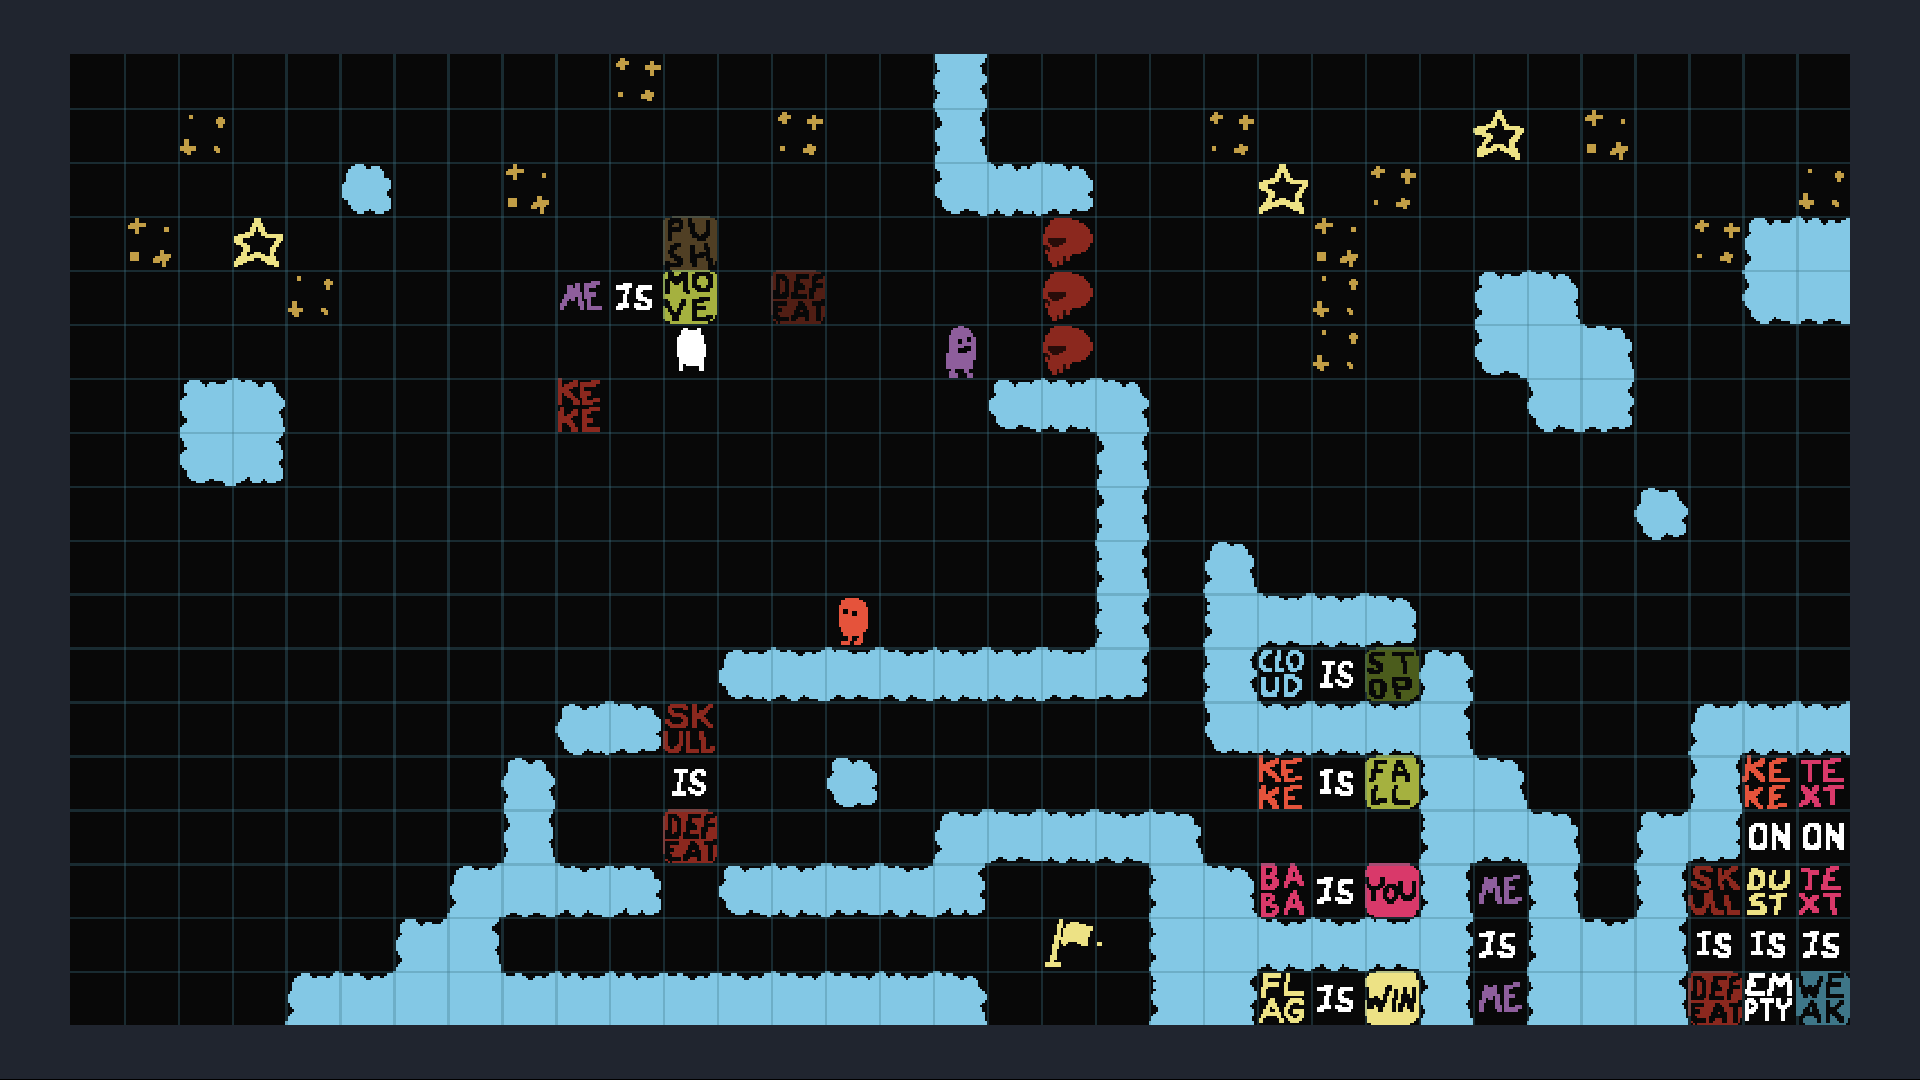 PUSH
ME IS MOVE DEFEAT
KEKE
CLOUD IS STOP
SKULL
IS
DEFEAT
KEKE IS FALL
BABA IS YOU
FLAG IS WIN
ME
IS
ME
KEKE TEXT
ON ON
SKULL DUST TEXT
IS IS IS
DEFEAT EMPTY WEAK